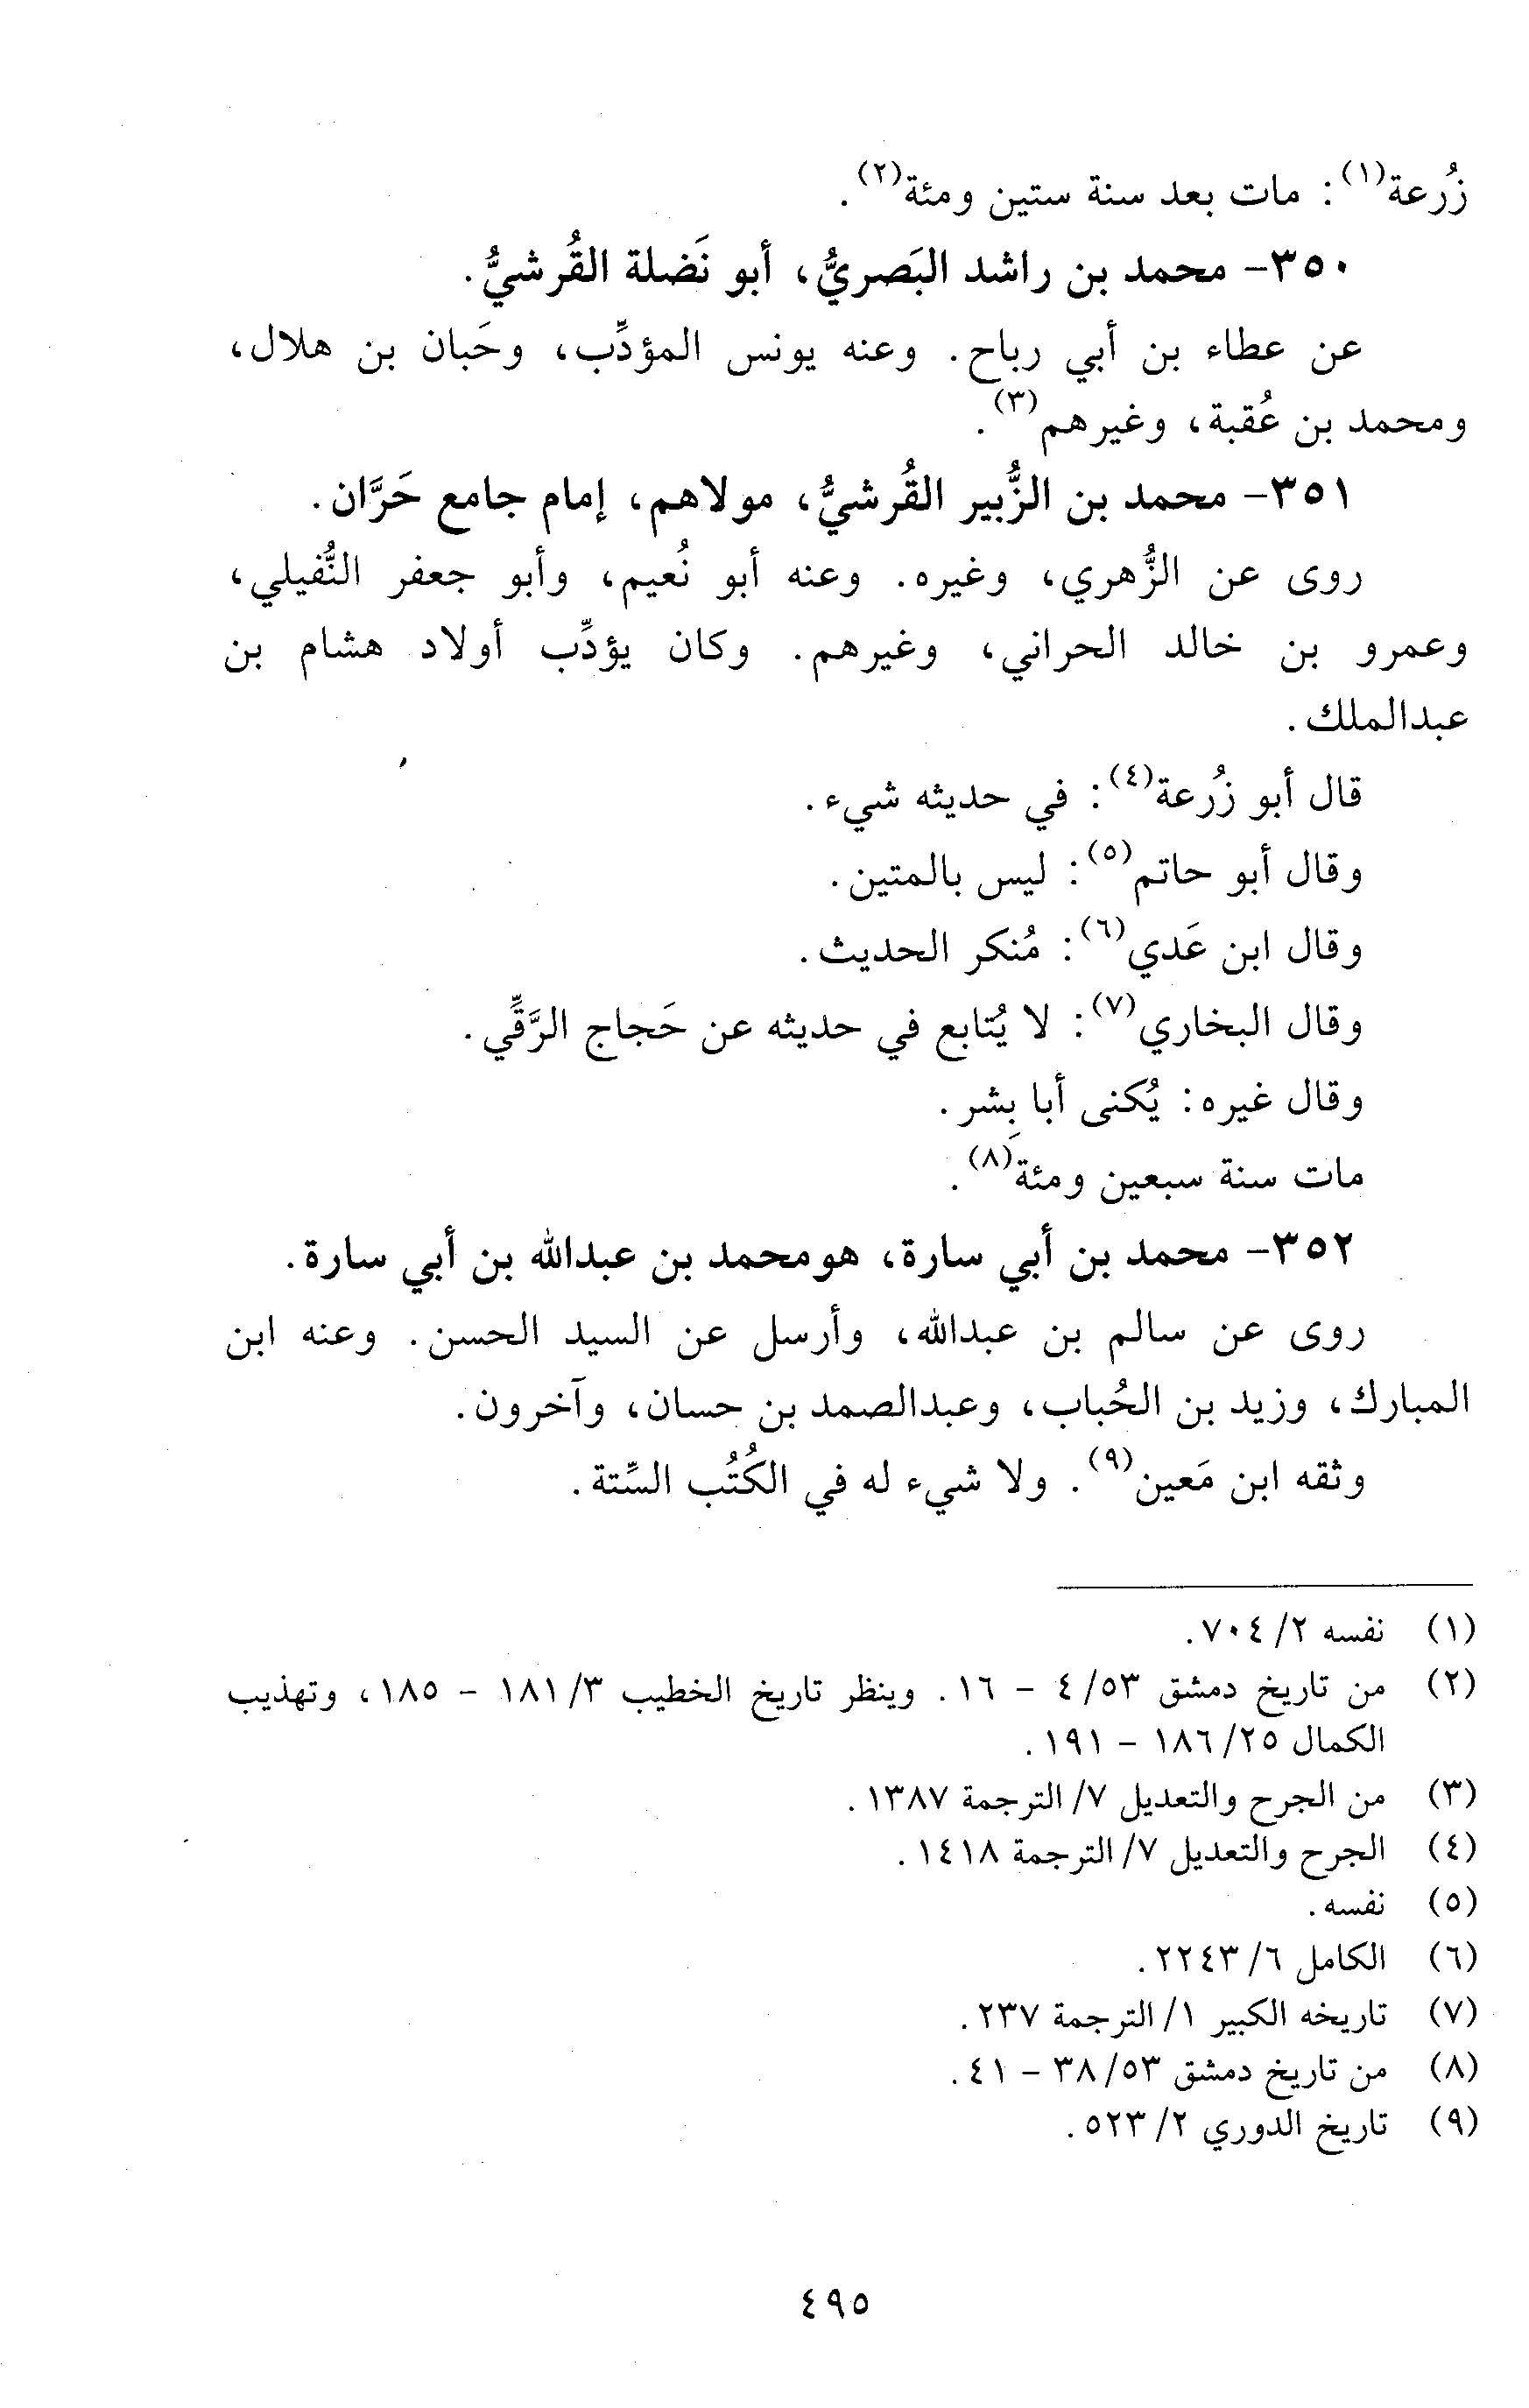 زُرعة(١): مات بعد سنة ستين ومئة(٢).
٣٥٠- محمد بن راشد البَصريُّ، أبو نَضلة القُرشيُّ.
عن عطاء بن أبي رباح. وعنه يونس المؤدِّب، وحَبان بن هلال،
ومحمد بن عُقبة، وغيرهم(٣).
٣٥١- محمد بن الزُّبير القُرشيُّ، مولاهم، إمام جامع حَرَّان.
روى عن الزُّهري، وغيره. وعنه أبو نُعيم، وأبو جعفر النُّفيلي،
وعمرو بن خالد الحراني، وغيرهم. وكان يؤدِّب أولاد هشام بن
عبدالملك.
قال أبو زُرعة(٤): في حديثه شيء.
وقال أبو حاتم(٥): ليس بالمتين.
وقال ابن عَدي(٦): مُنكر الحديث.
وقال البخاري(٧): لا يُتابع في حديثه عن حَجاج الرَّقِّي.
وقال غيره: يُكنى أبا بِشر.
مات سنة سبعين ومئة(٨).
٣٥٢- محمد بن أبي سارة، هومحمد بن عبدالله بن أبي سارة.
روى عن سالم بن عبدالله، وأرسل عن السيد الحسن. وعنه ابن
المبارك، وزيد بن الحُباب، وعبدالصمد بن حسان، وآخرون.
وثقه ابن مَعين(٩). ولا شيء له في الكُتُب السِّتة.
(١) نفسه ٢/ ٧٠٤.
(٢) من تاريخ دمشق ٥٣/ ٤ - ١٦. وينظر تاريخ الخطيب ٣/ ١٨١ - ١٨٥، وتهذيب
الكمال ٢٥/ ١٨٦ - ١٩١.
(٣) من الجرح والتعديل ٧/ الترجمة ١٣٨٧.
(٤) الجرح والتعديل ٧/ الترجمة ١٤١٨.
(٥) نفسه.
(٦) الكامل ٦/ ٢٢٤٣.
(٧) تاريخه الكبير ١/ الترجمة ٢٣٧.
(٨) من تاريخ دمشق ٥٣/ ٣٨ - ٤١.
(٩) تاريخ الدوري ٢/ ٥٢٣.
٤٩٥